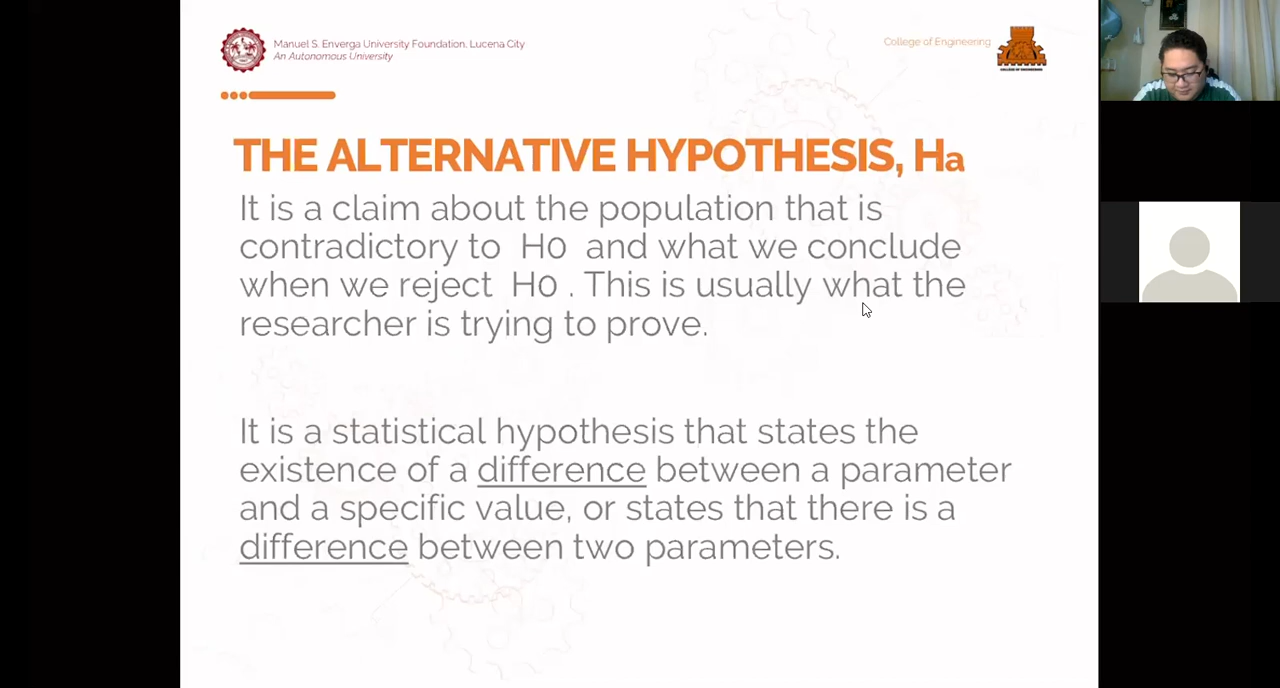 Manuel S. Enverga University Foundation, Lucena City
An Autonomous University
College of Engineering
COLLEGE OF ENGINEERING
THE ALTERNATIVE HYPOTHESIS, Ha
It is a claim about the population that is
contradictory to H0 and what we conclude
when we reject H0 . This is usually what the
researcher is trying to prove.
It is a statistical hypothesis that states the
existence of a difference between a parameter
and a specific value, or states that there is a
difference between two parameters.